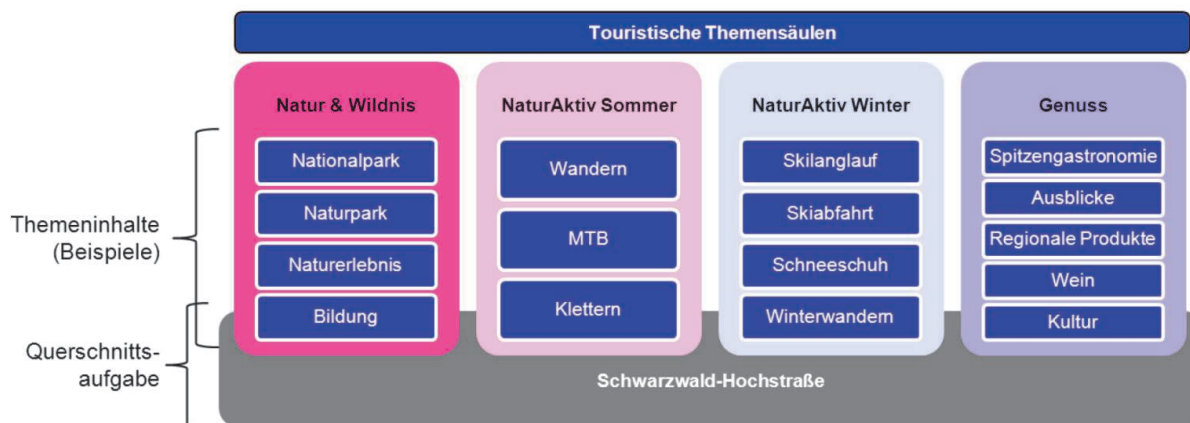 Touristische Themensäulen
Natur & Wildnis
Nationalpark
Naturpark
Naturerlebnis
Bildung
NaturAktiv Sommer
Wandern
MTB
Klettern
NaturAktiv Winter
Skilanglauf
Skiabfahrt
Schneeschuh
Winterwandern
Genuss
Spitzengastronomie
Ausblicke
Regionale Produkte
Wein
Kultur
Themeninhalte
(Beispiele)
Querschnitts-
aufgabe
Schwarzwald-Hochstraße